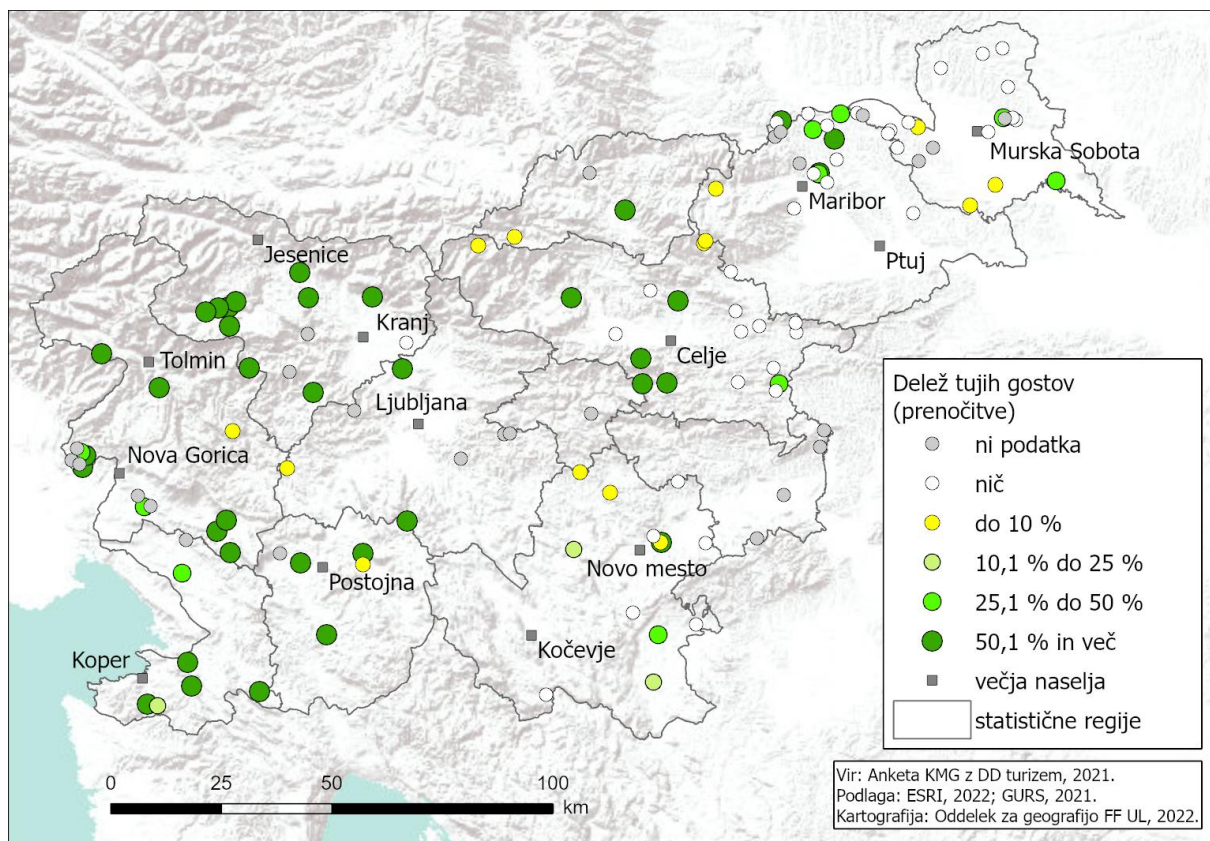 Jesenice
Kranj
Tolmin
Ljubljana
Nova Gorica
Postojna
Koper
Kočevje
Novo mesto
Celje
Maribor
Ptuj
Murska Sobota
Delež tujih gostov
(prenočitve)
ni podatka
nič
do 10 %
10,1 % do 25 %
25,1 % do 50 %
50,1 % in več
večja naselja
statistične regije
0 25 50 100
km
Vir: Anketa KMG z DD turizem, 2021.
Podlaga: ESRI, 2022; GURS, 2021.
Kartografija: Oddelek za geografijo FF UL, 2022.